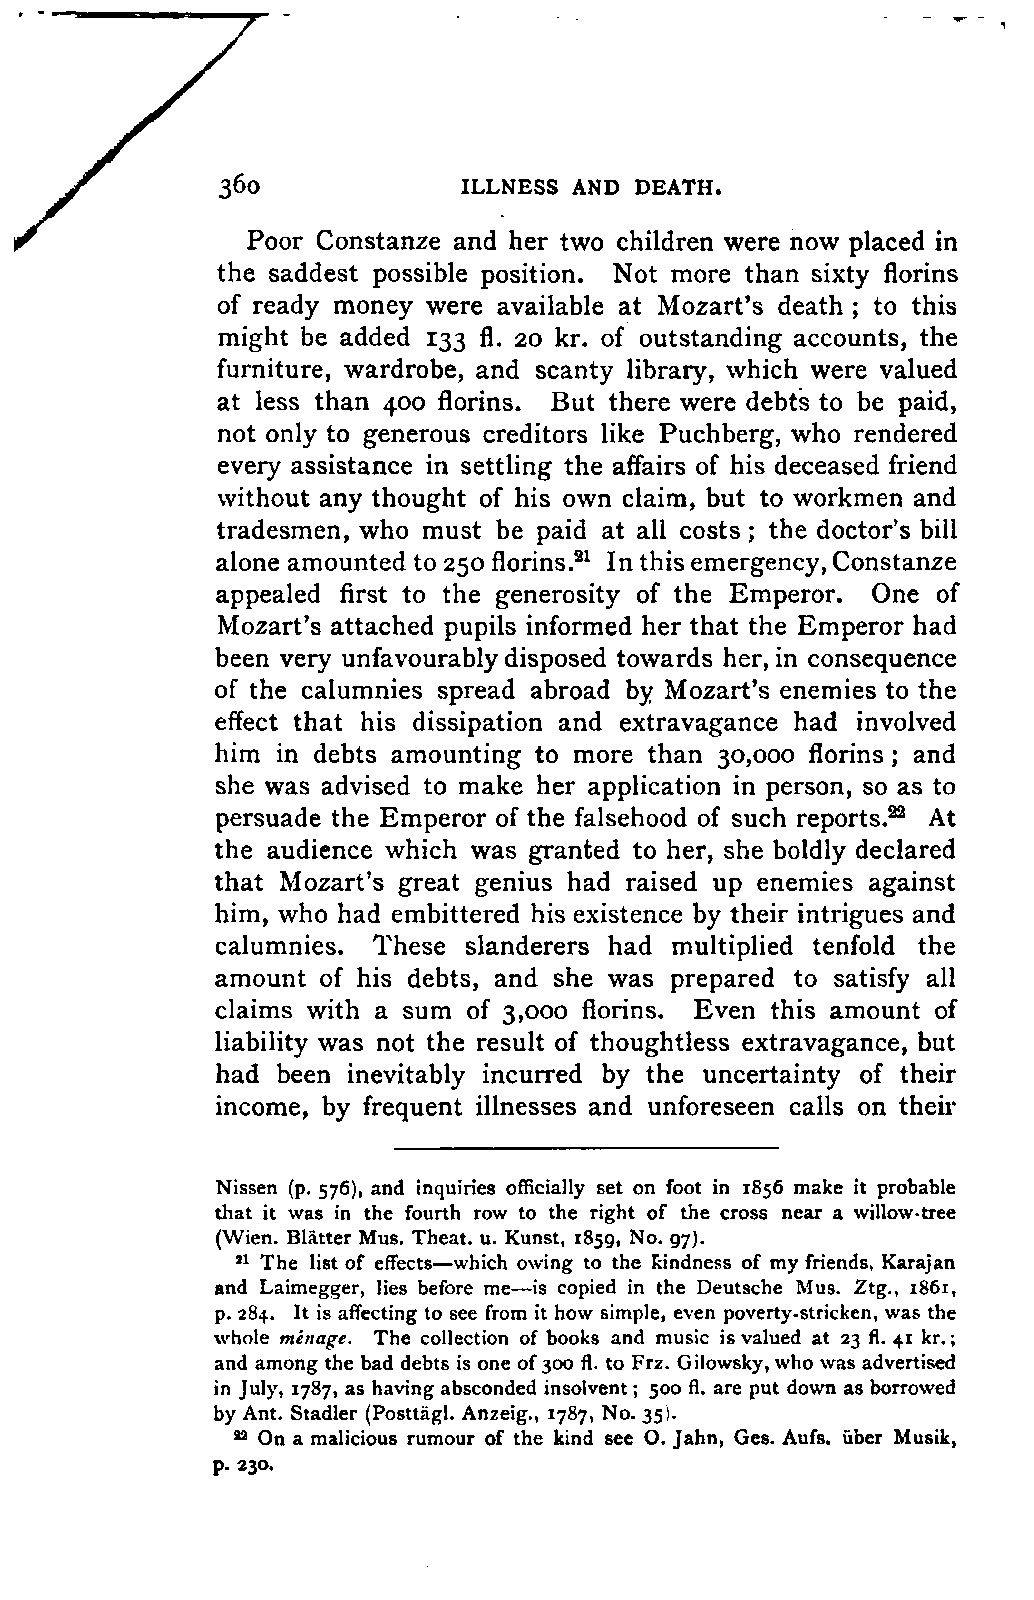 360 ILLNESS AND DEATH.
Poor Constanze and her two children were now placed in
the saddest possible position. Not more than sixty florins
of ready money were available at Mozart's death ; to this
might be added 133 fl. 20 kr. of outstanding accounts, the
furniture, wardrobe, and scanty library, which were valued
at less than 400 florins. But there were debts to be paid,
not only to generous creditors like Puchberg, who rendered
every assistance in settling the affairs of his deceased friend
without any thought of his own claim, but to workmen and
tradesmen, who must be paid at all costs ; the doctor's bill
alone amounted to 250 florins.²¹ In this emergency, Constanze
appealed first to the generosity of the Emperor. One of
Mozart's attached pupils informed her that the Emperor had
been very unfavourably disposed towards her, in consequence
of the calumnies spread abroad by Mozart's enemies to the
effect that his dissipation and extravagance had involved
him in debts amounting to more than 30,000 florins ; and
she was advised to make her application in person, so as to
persuade the Emperor of the falsehood of such reports.²² At
the audience which was granted to her, she boldly declared
that Mozart's great genius had raised up enemies against
him, who had embittered his existence by their intrigues and
calumnies. These slanderers had multiplied tenfold the
amount of his debts, and she was prepared to satisfy all
claims with a sum of 3,000 florins. Even this amount of
liability was not the result of thoughtless extravagance, but
had been inevitably incurred by the uncertainty of their
income, by frequent illnesses and unforeseen calls on their
Nissen (p. 576), and inquiries officially set on foot in 1856 make it probable
that it was in the fourth row to the right of the cross near a willow-tree
(Wien. Blätter Mus. Theat. u. Kunst, 1859, No. 97).
²¹ The list of effects—which owing to the kindness of my friends, Karajan
and Laimegger, lies before me—is copied in the Deutsche Mus. Ztg., 1861,
p. 284. It is affecting to see from it how simple, even poverty-stricken, was the
whole ménage. The collection of books and music is valued at 23 fl. 41 kr. ;
and among the bad debts is one of 300 fl. to Frz. Gilowsky, who was advertised
in July, 1787, as having absconded insolvent ; 500 fl. are put down as borrowed
by Ant. Stadler (Posttägl. Anzeig., 1787, No. 35).
²² On a malicious rumour of the kind see O. Jahn, Ges. Aufs. über Musik,
p. 230.